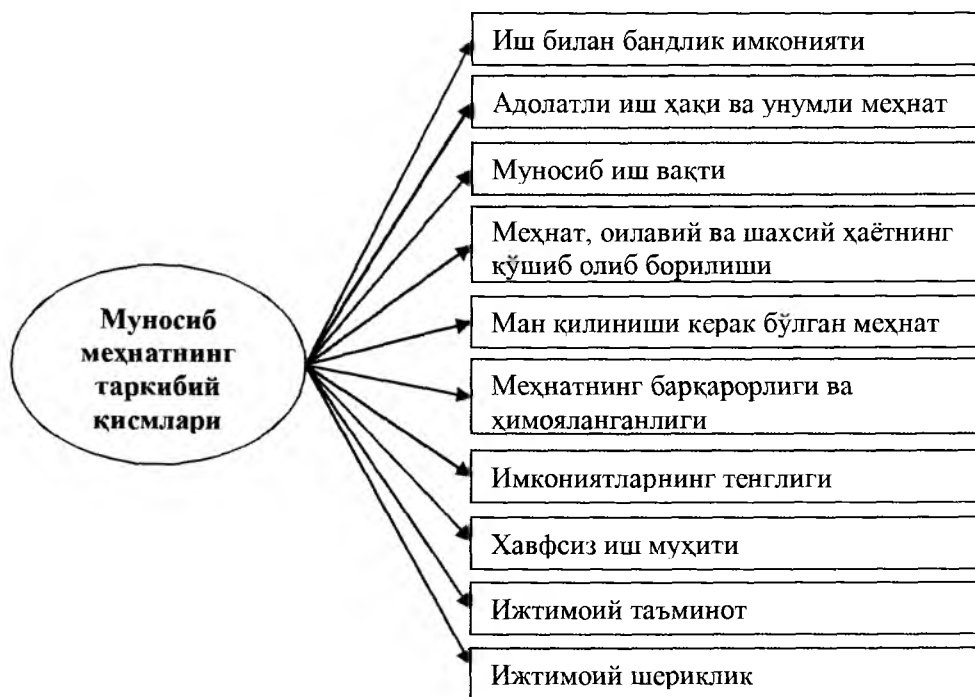 Иш билан бандлик имконияти
Адолатли иш ҳақи ва унумли меҳнат
Муносиб иш вақти
Меҳнат, оилавий ва шахсий ҳаётнинг
қўшиб олиб борилиши
Ман қилиниши керак бўлган меҳнат
Меҳнатнинг барқарорлиги ва
ҳимояланганлиги
Имкониятларнинг тенглиги
Хавфсиз иш муҳити
Ижтимоий таъминот
Ижтимоий шериклик
Муносиб
меҳнатнинг
таркибий
қисмлари